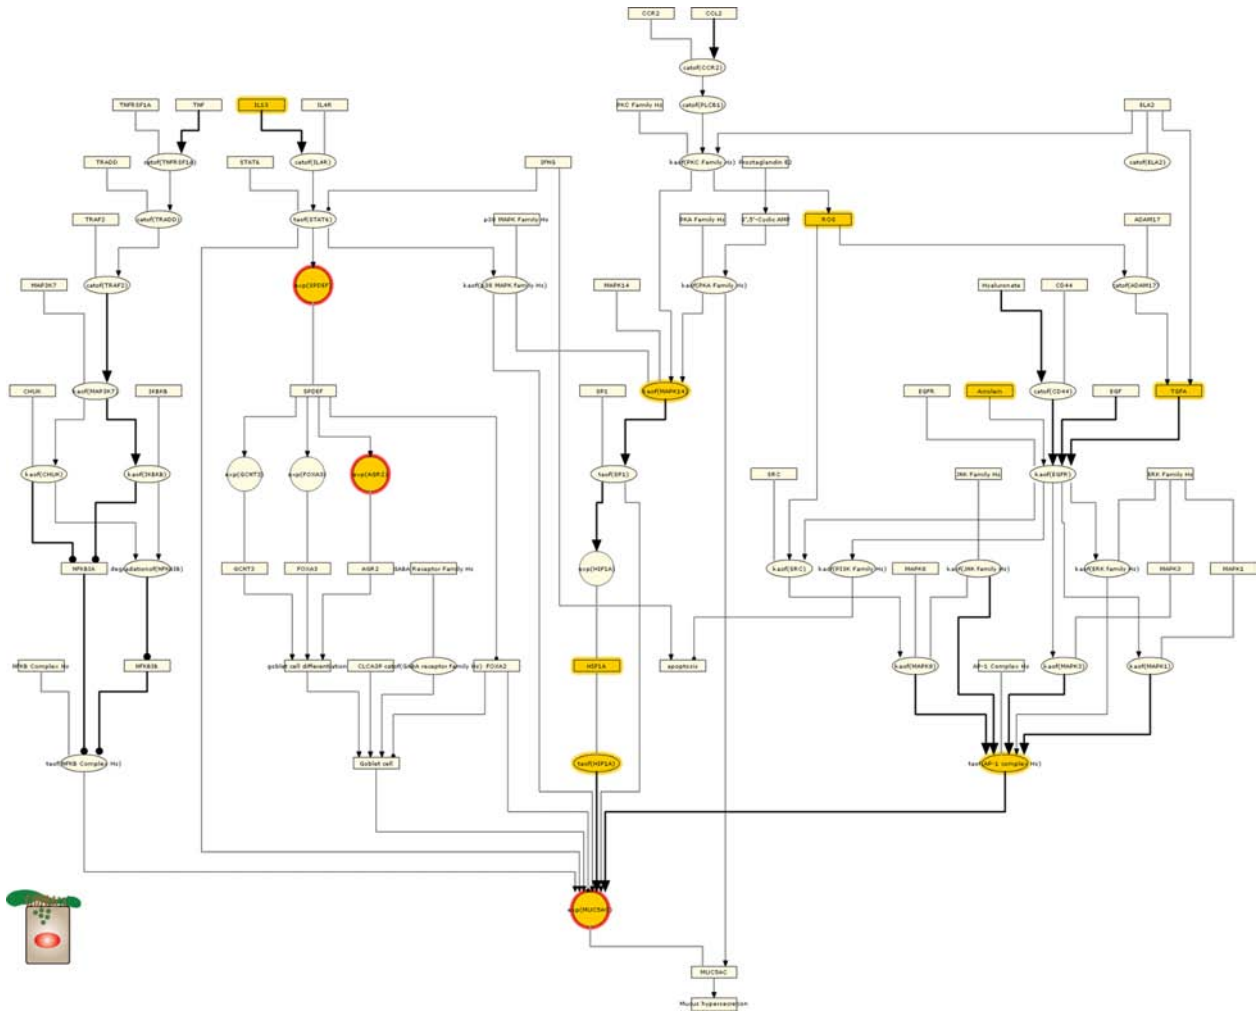 CCR2
CCL2
catof(CCR2)
TNFRSF1A
TNF
IL13
IL4R
PKC Family Hs
catof(PLCB1)
ELA2
TRADD
catof(TNFRSF1A)
STAT6
catof(IL4R)
IFNG
kaof(PKC Family Hs)
Prostaglandin E2
catof(ELA2)
TRAF2
catof(TRADD)
taof(STAT6)
p38 MAPK Family Hs
PKA Family Hs
3',5'-Cyclic AMP
ROS
ADAM17
MAP3K7
catof(TRAF2)
exp(SPDEF)
kaof(p38 MAPK Family Hs)
MAPK14
kaof(PKA Family Hs)
Hyaluronate
CD44
catof(ADAM17)
CHUK
kaof(MAP3K7)
IKBKB
SPDEF
SP1
kaof(MAPK14)
EGFR
catof(CD44)
EGF
TGFA
kaof(CHUK)
kaof(IKBKB)
exp(GCNT3)
exp(FOXA3)
exp(AGR2)
taof(SP1)
SRC
JNK Family Hs
kaof(EGFR)
ERK Family Hs
NFKBIA
degradationof(NFKBIB)
GCNT3
FOXA3
AGR2
GABA Receptor Family Hs
exp(HIF1A)
kaof(SRC)
kaof(PI3K Family Hs)
MAPK8
kaof(JNK Family Hs)
kaof(ERK Family Hs)
MAPK3
MAPK1
NFKB Complex Hs
NFKBIB
goblet cell differentiation
CLCA3P
catof(GABA receptor Family Hs)
FOXA2
HIF1A
apoptosis
kaof(MAPK8)
AP-1 Complex Hs
kaof(MAPK3)
kaof(MAPK1)
taof(NFKB Complex Hs)
Goblet cell
taof(HIF1A)
taof(AP-1 complex Hs)
exp(MUC5AC)
MUC5AC
Mucus hypersecretion